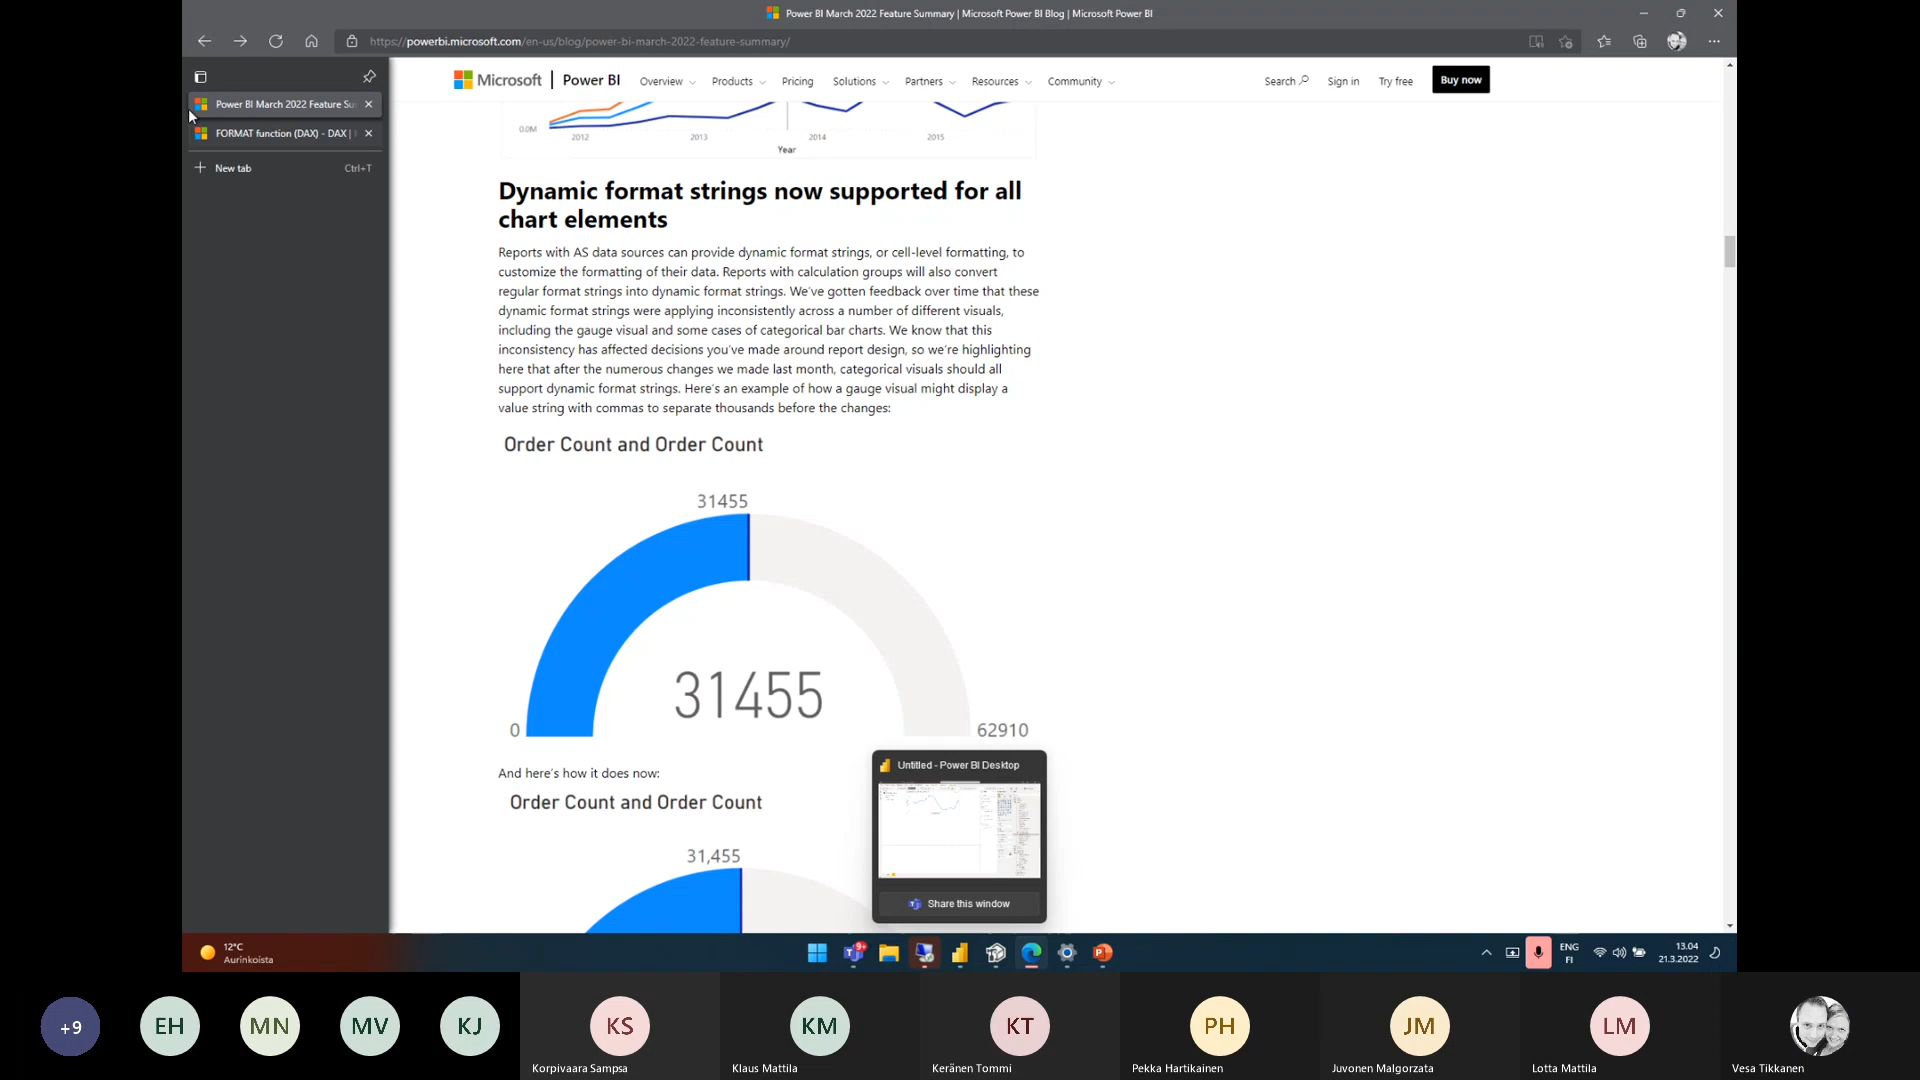 Power BI March 2022 Feature Summary | Microsoft Power BI Blog | Microsoft Power BI
https://powerbi.microsoft.com/en-us/blog/power-bi-march-2022-feature-summary/
Power BI March 2022 Feature Su
FORMAT function (DAX) - DAX |
New tab Ctrl+T
Microsoft | Power BI Overview Products Pricing Solutions Partners Resources Community Search Sign in Try free Buy now
0.0M
2012 2013 2014 2015
Year
Dynamic format strings now supported for all
chart elements
Reports with AS data sources can provide dynamic format strings, or cell-level formatting, to
customize the formatting of their data. Reports with calculation groups will also convert
regular format strings into dynamic format strings. We've gotten feedback over time that these
dynamic format strings were applying inconsistently across a number of different visuals,
including the gauge visual and some cases of categorical bar charts. We know that this
inconsistency has affected decisions you've made around report design, so we're highlighting
here that after the numerous changes we made last month, categorical visuals should all
support dynamic format strings. Here's an example of how a gauge visual might display a
value string with commas to separate thousands before the changes:
Order Count and Order Count
31455
31455
0 62910
And here's how it does now:
Order Count and Order Count
31,455
Untitled - Power BI Desktop
Share this window
12°C
Aurinkoista
9+
ENG
FI
13.04
21.3.2022
+9
EH
MN
MV
KJ
KS
KM
KT
PH
JM
LM
Korpivaara Sampsa
Klaus Mattila
Keränen Tommi
Pekka Hartikainen
Juvonen Malgorzata
Lotta Mattila
Vesa Tikkanen